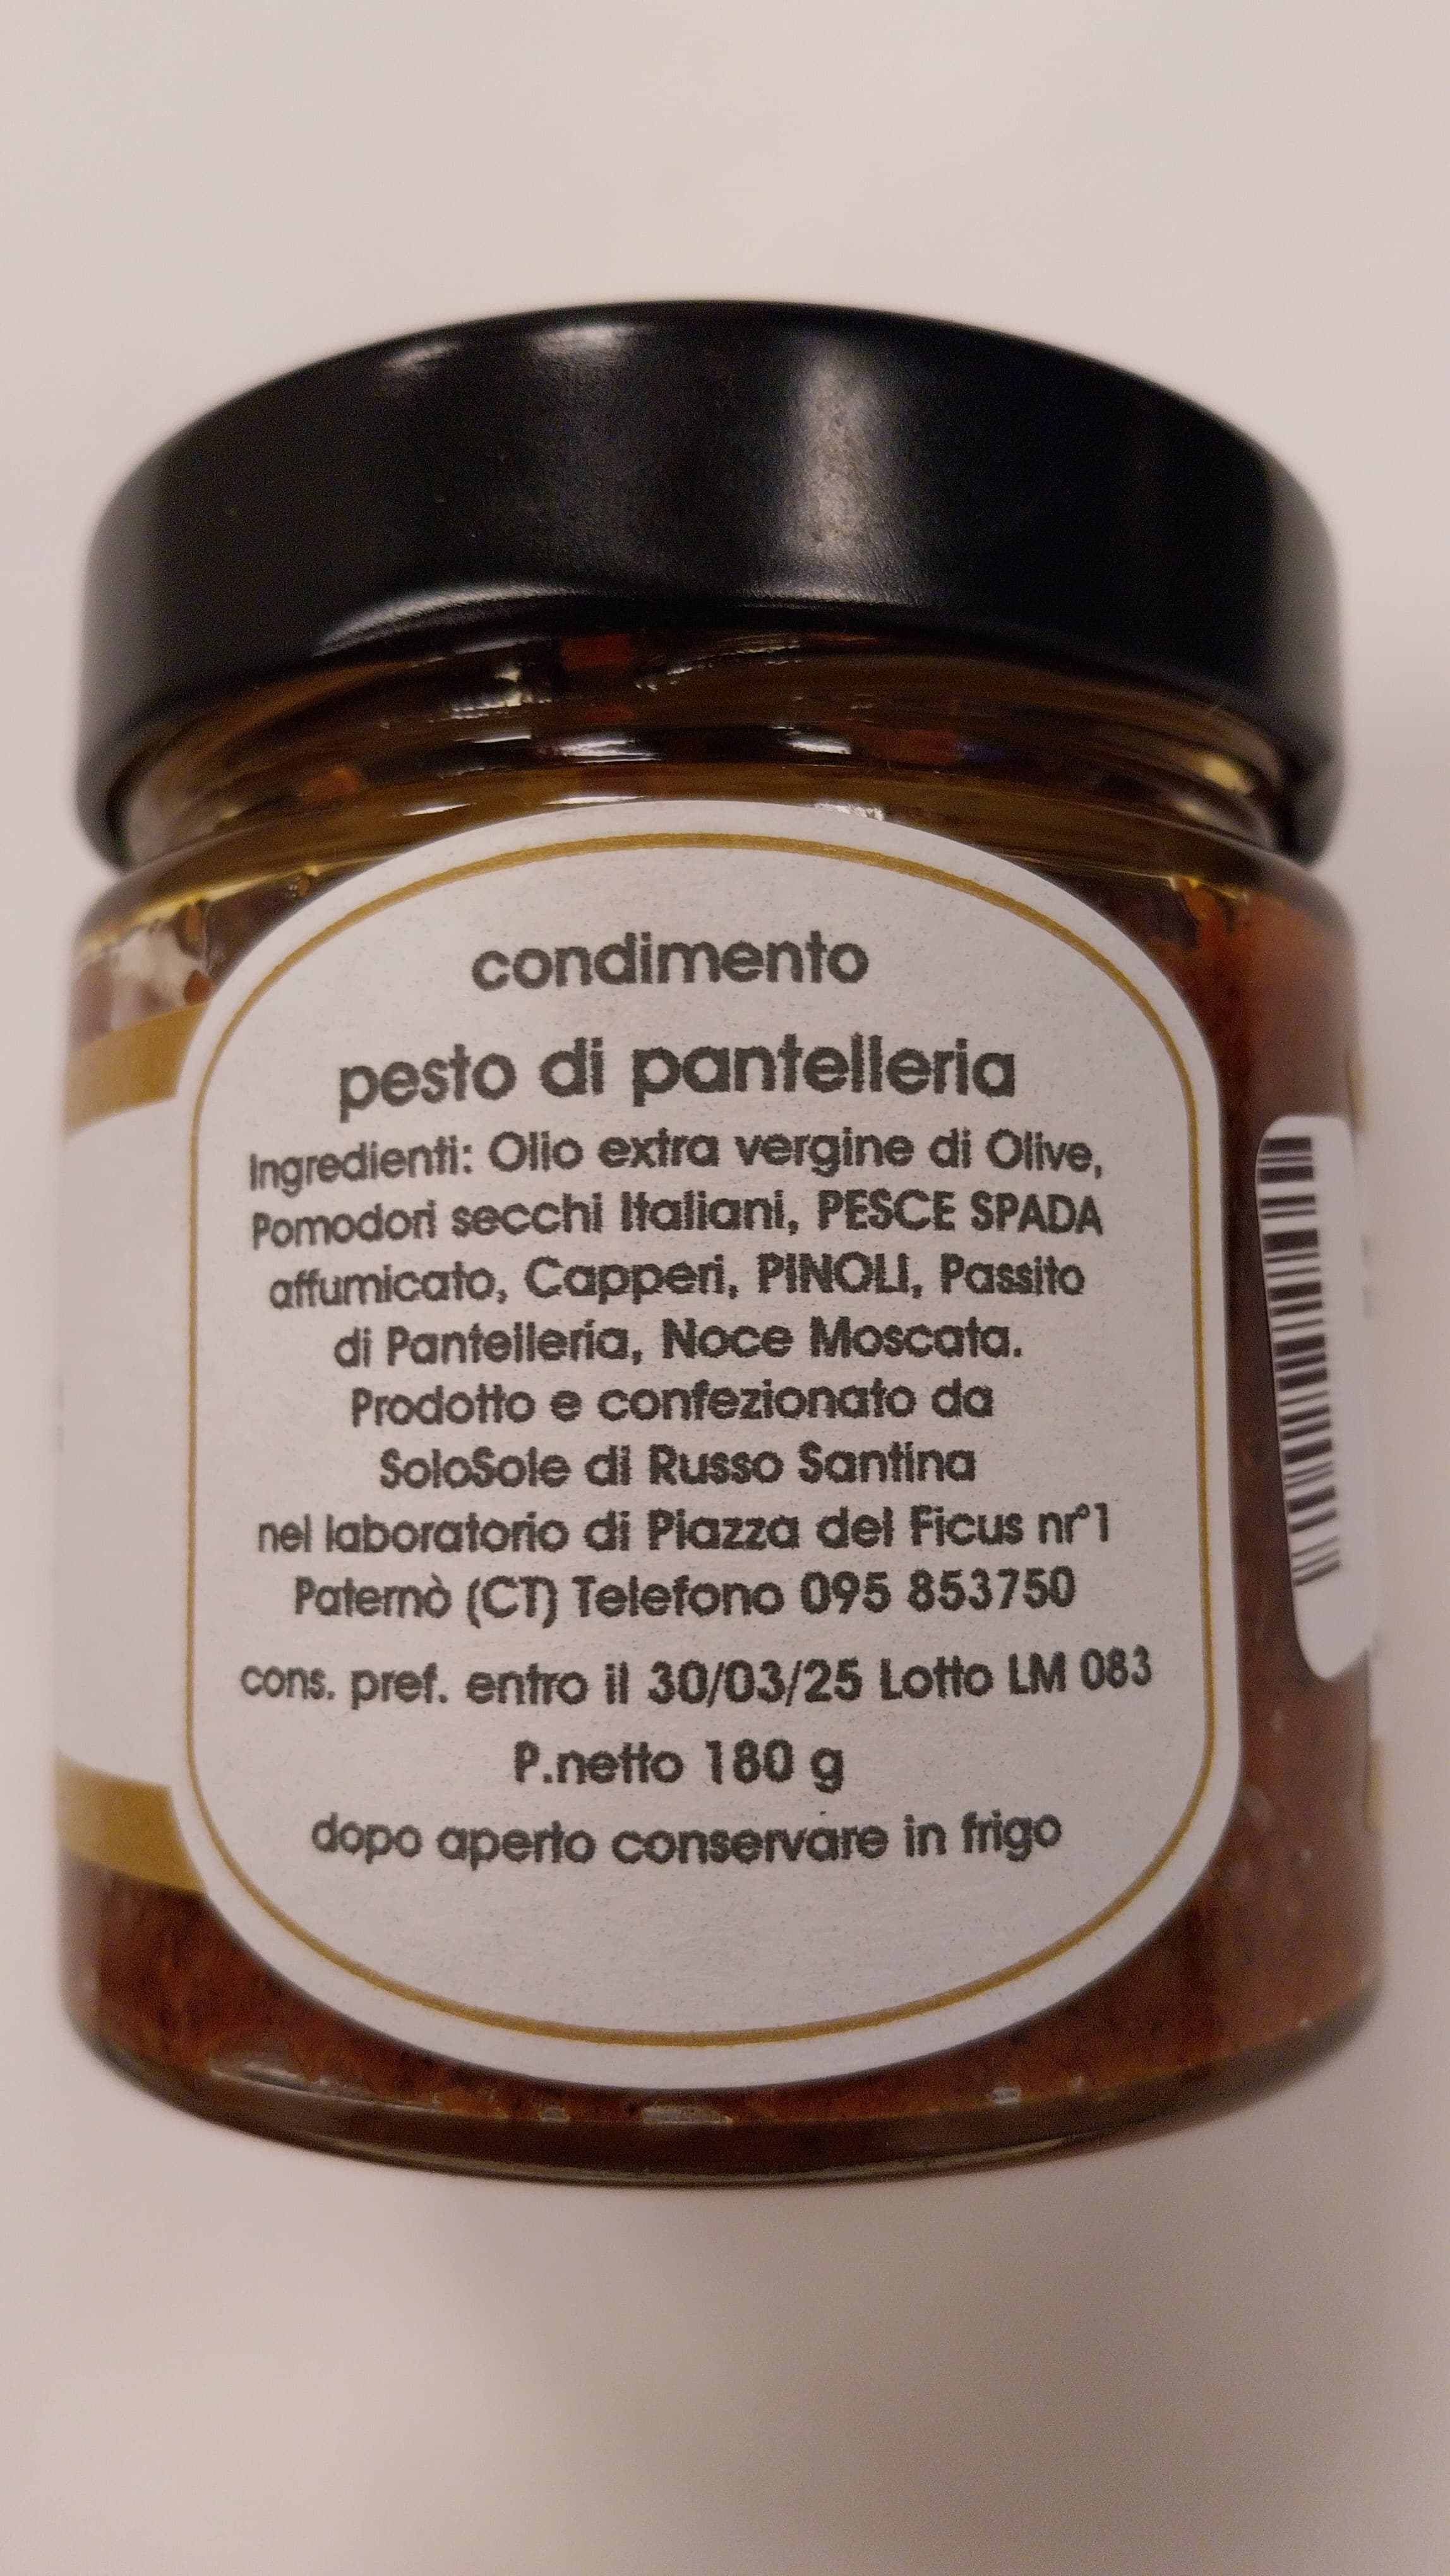 condimento
pesto di pantelleria
Ingredienti: Olio extra vergine di Olive,
Pomodori secchi Italiani, PESCE SPADA
affumicato, Capperi, PINOLI, Passito
di Pantelleria, Noce Moscata.
Prodotto e confezionato da
SoloSole di Russo Santina
nel laboratorio di Piazza del Ficus nr°1
Paternò (CT) Telefono 095 853750
cons. pref. entro il 30/03/25 Lotto LM 083
P.netto 180 g
dopo aperto conservare in frigo